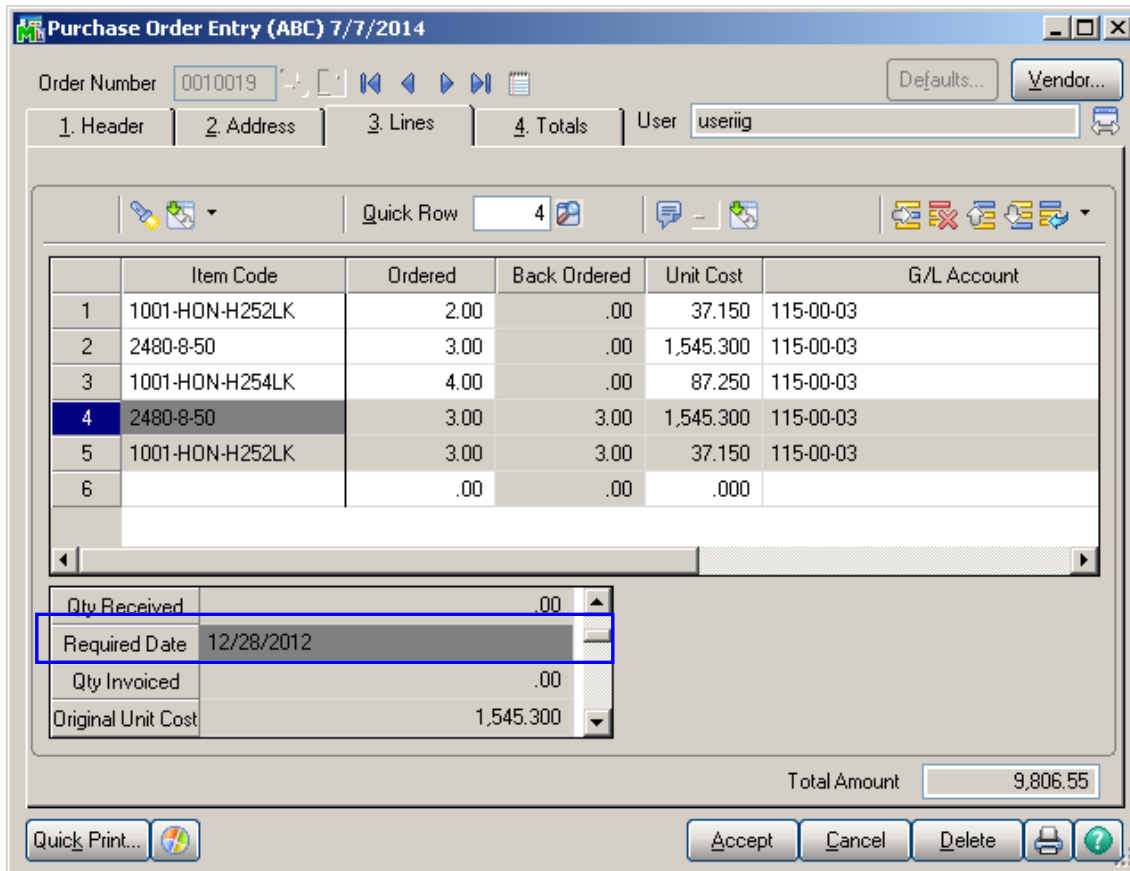 Purchase Order Entry (ABC) 7/7/2014
Order Number 0010019 Defaults... Vendor...
1. Header 2. Address 3. Lines 4. Totals User useriig
Quick Row 4
Item Code Ordered Back Ordered Unit Cost G/L Account
1 1001-HON-H252LK 2.00 .00 37.150 115-00-03
2 2480-8-50 3.00 .00 1,545.300 115-00-03
3 1001-HON-H254LK 4.00 .00 87.250 115-00-03
4 2480-8-50 3.00 3.00 1,545.300 115-00-03
5 1001-HON-H252LK 3.00 3.00 37.150 115-00-03
6 .00 .00 .000
Qty Received .00
Required Date 12/28/2012
Qty Invoiced .00
Original Unit Cost 1,545.300
Total Amount 9,806.55
Quick Print... Accept Cancel Delete